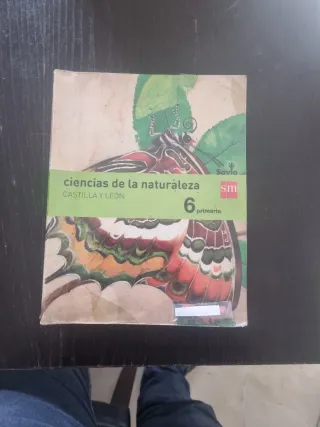 Savia
ciencias de la naturaleza
sm
CASTILLA Y LEÓN
6 primaria